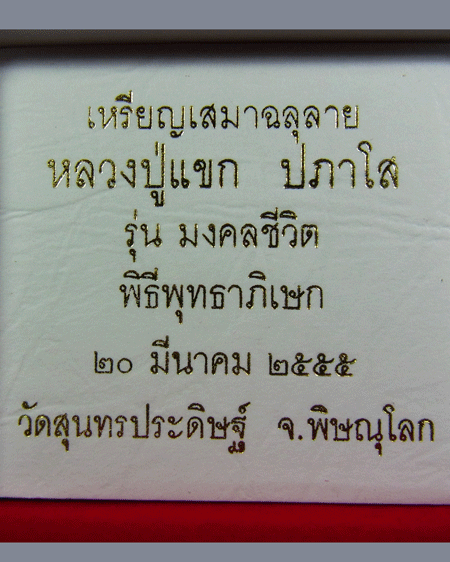 เหรียญเสมาฉลุลาย
หลวงปู่แขก ปภาโส
รุ่น มงคลชีวิต
พิธีพุทธาภิเษก
๒๐ มีนาคม ๒๕๕๕
วัดสุนทรประดิษฐ์ จ.พิษณุโลก